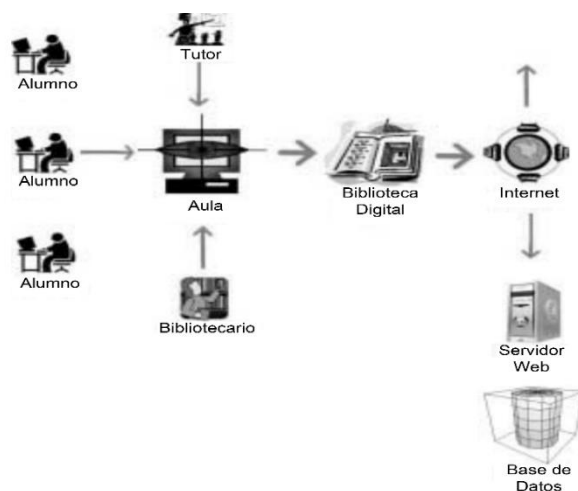 Tutor
Alumno
Alumno
Aula
Biblioteca
Digital
Internet
Alumno
Bibliotecario
Servidor
Web
Base de
Datos